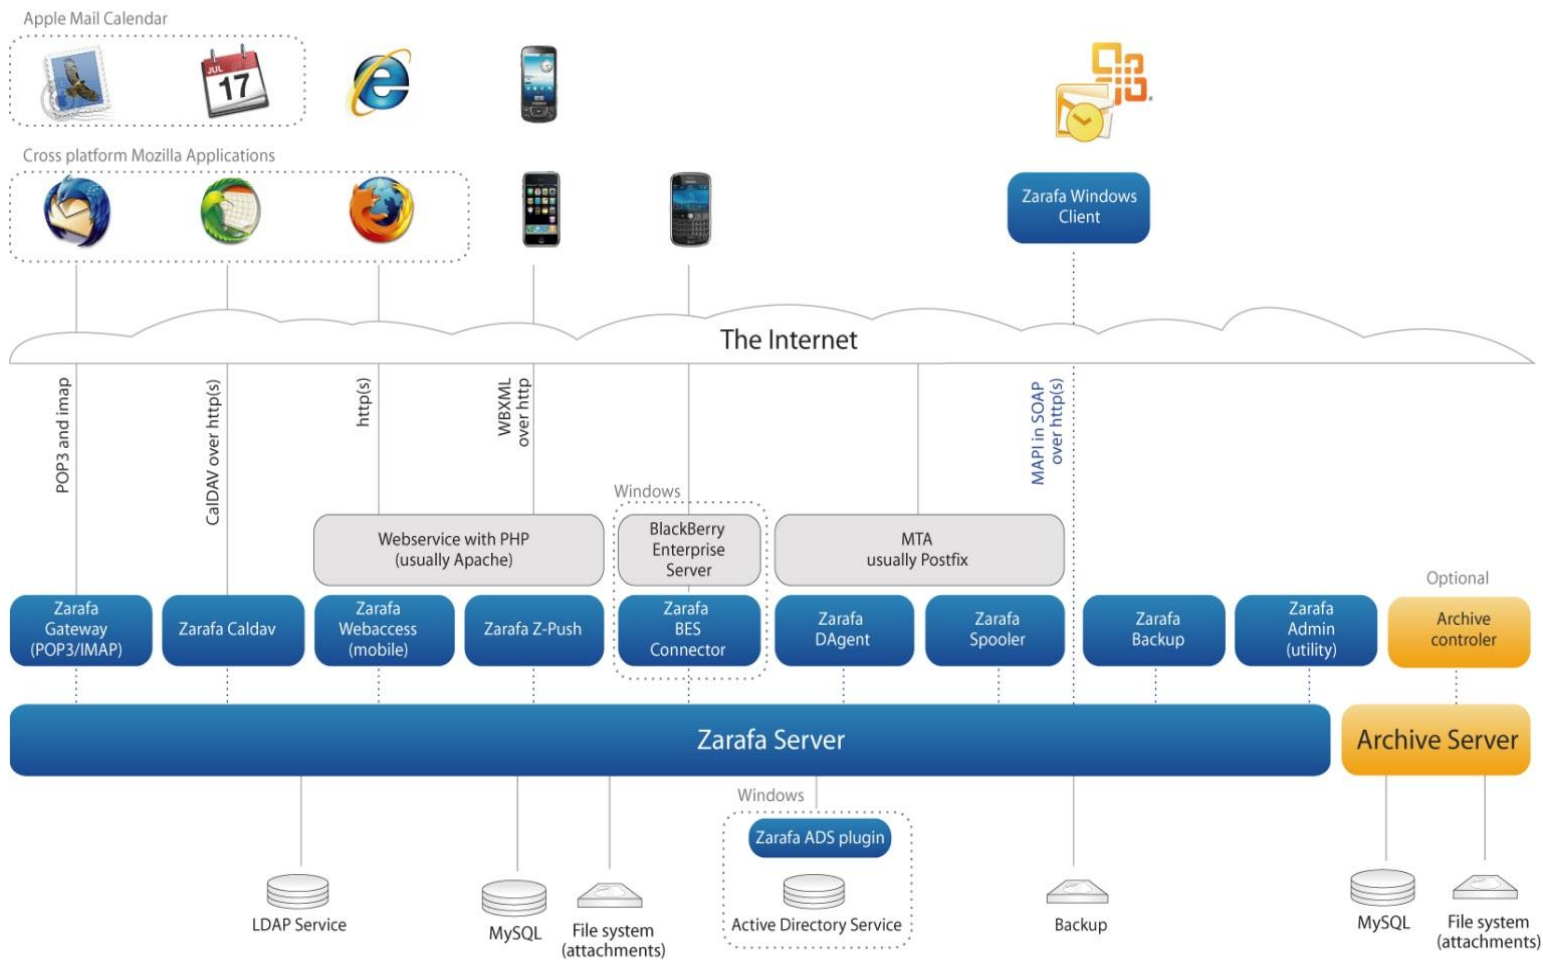 Apple Mail Calendar
JUL
17
Cross platform Mozilla Applications
Zarafa Windows
Client
The Internet
POP3 and imap
CalDAV over http(s)
http(s)
WBXML
over http
MAPI in SOAP
over http(s)
Windows
Webservice with PHP
(usually Apache)
BlackBerry
Enterprise
Server
MTA
usually Postfix
Optional
Zarafa
Gateway
(POP3/IMAP)
Zarafa Caldav
Zarafa
Webaccess
(mobile)
Zarafa Z-Push
Zarafa
BES
Connector
Zarafa
DAgent
Zarafa
Spooler
Zarafa
Backup
Zarafa
Admin
(utility)
Archive
controler
Zarafa Server
Archive Server
Windows
Zarafa ADS plugin
LDAP Service
MySQL
File system
(attachments)
Active Directory Service
Backup
MySQL
File system
(attachments)